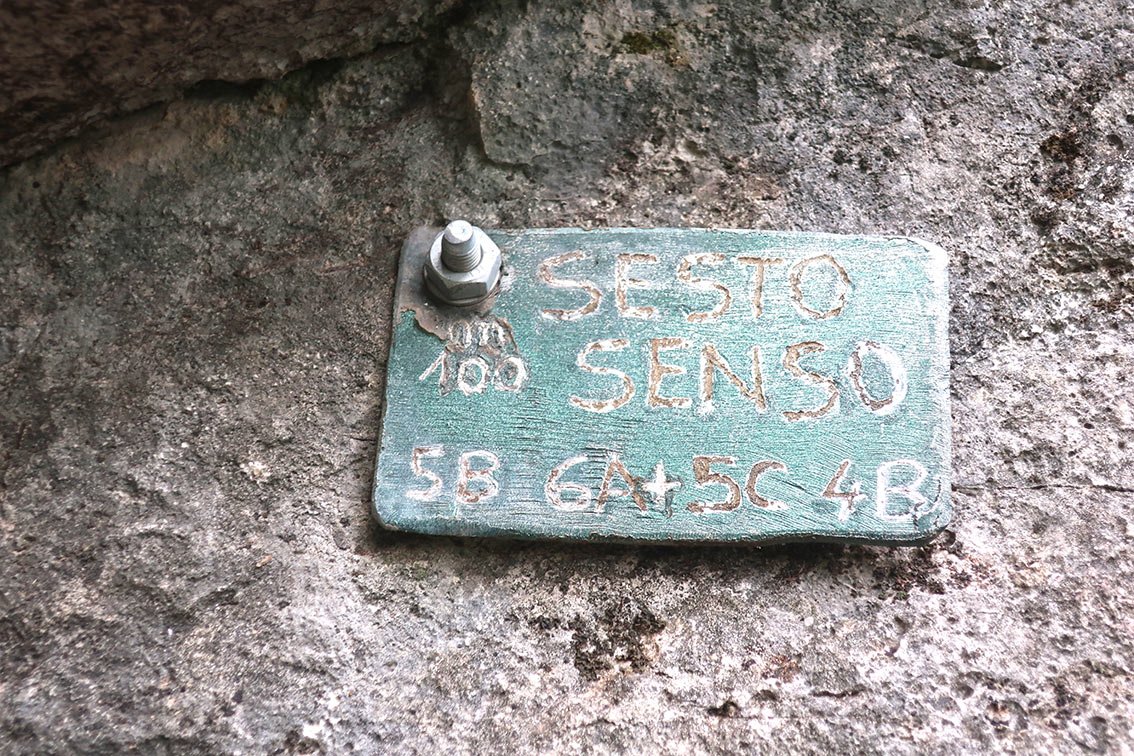 SESTO
m
100 SENSO
5B 6A+ 5C 4B